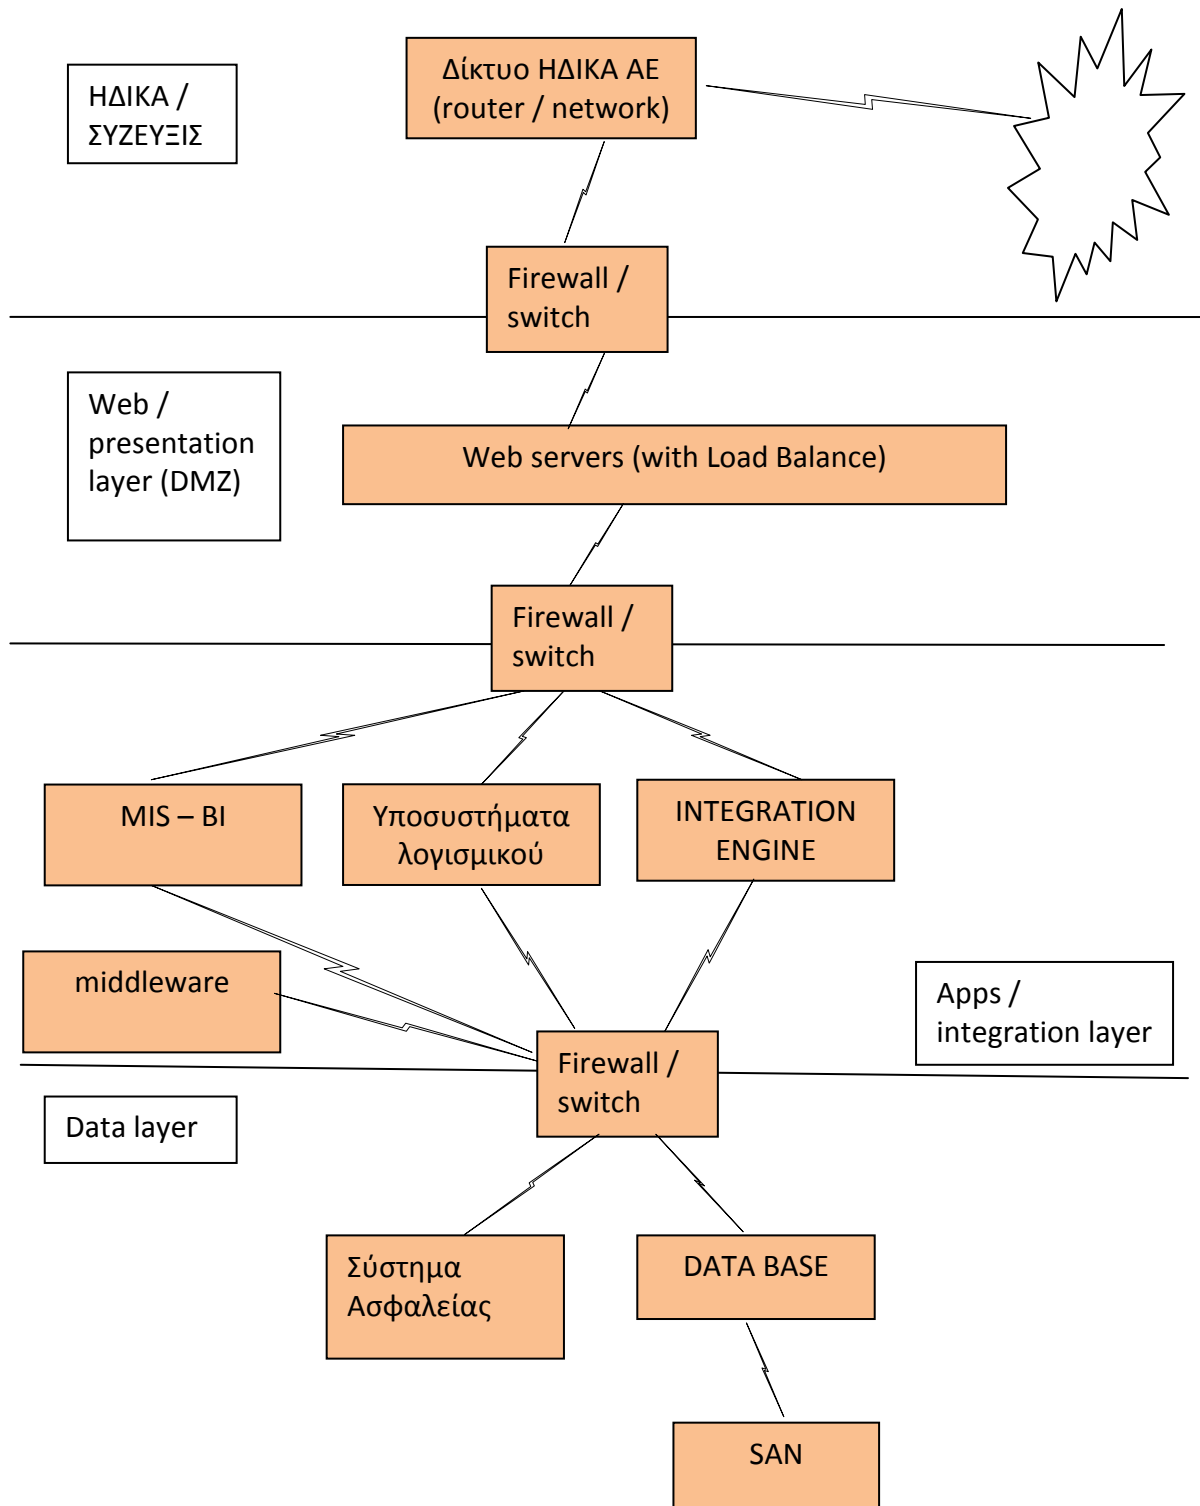 ΗΔΙΚΑ /
ΣΥΖΕΥΞΙΣ
Δίκτυο ΗΔΙΚΑ ΑΕ
(router / network)
Firewall /
switch
Web /
presentation
layer (DMZ)
Web servers (with Load Balance)
Firewall /
switch
MIS – BI
Υποσυστήματα
λογισμικού
INTEGRATION
ENGINE
middleware
Apps /
integration layer
Firewall /
switch
Data layer
Σύστημα
Ασφαλείας
DATA BASE
SAN